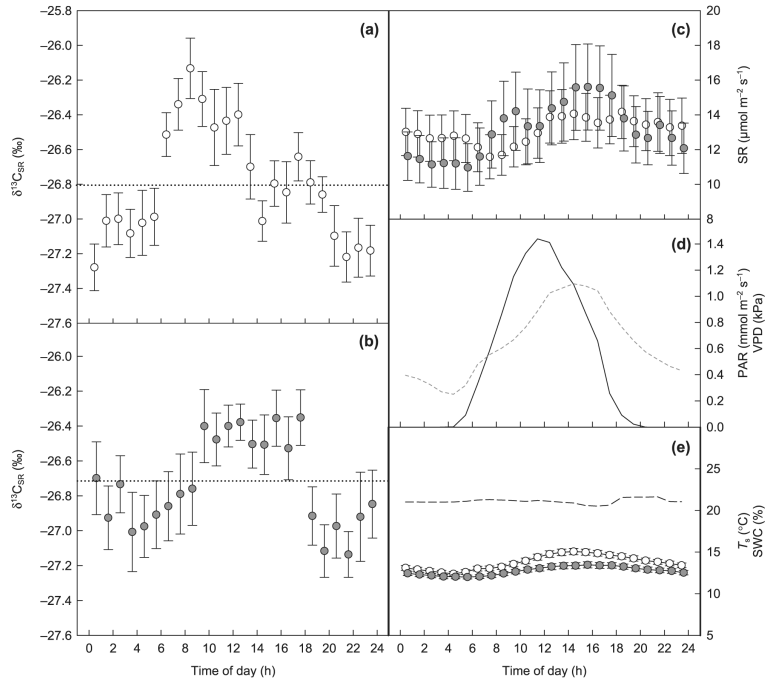 (a)
−25.8
−26.0
−26.2
−26.4
−26.6
−26.8
−27.0
−27.2
−27.4
−27.6
δ¹³C_SR (‰)
(b)
−26.0
−26.2
−26.4
−26.6
−26.8
−27.0
−27.2
−27.4
−27.6
δ¹³C_SR (‰)
0 2 4 6 8 10 12 14 16 18 20 22 24
Time of day (h)
(c)
20
18
16
14
12
10
8
SR (μmol m⁻² s⁻¹)
(d)
1.4
1.2
1.0
0.8
0.6
0.4
0.2
0.0
PAR (mmol m⁻² s⁻¹)
VPD (kPa)
(e)
25
20
15
10
5
T_s (°C)
SWC (%)
0 2 4 6 8 10 12 14 16 18 20 22 24
Time of day (h)